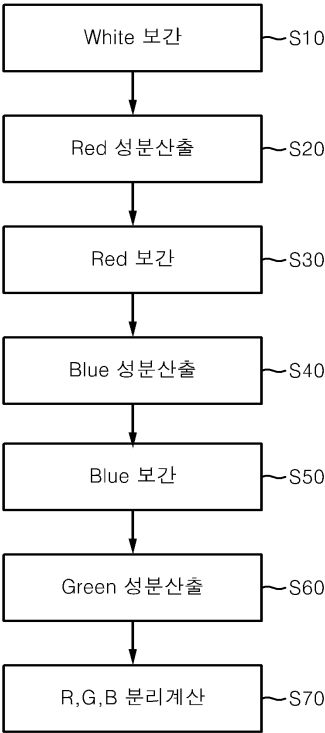 White 보간 S10
Red 성분산출 S20
Red 보간 S30
Blue 성분산출 S40
Blue 보간 S50
Green 성분산출 S60
R,G,B 분리계산 S70